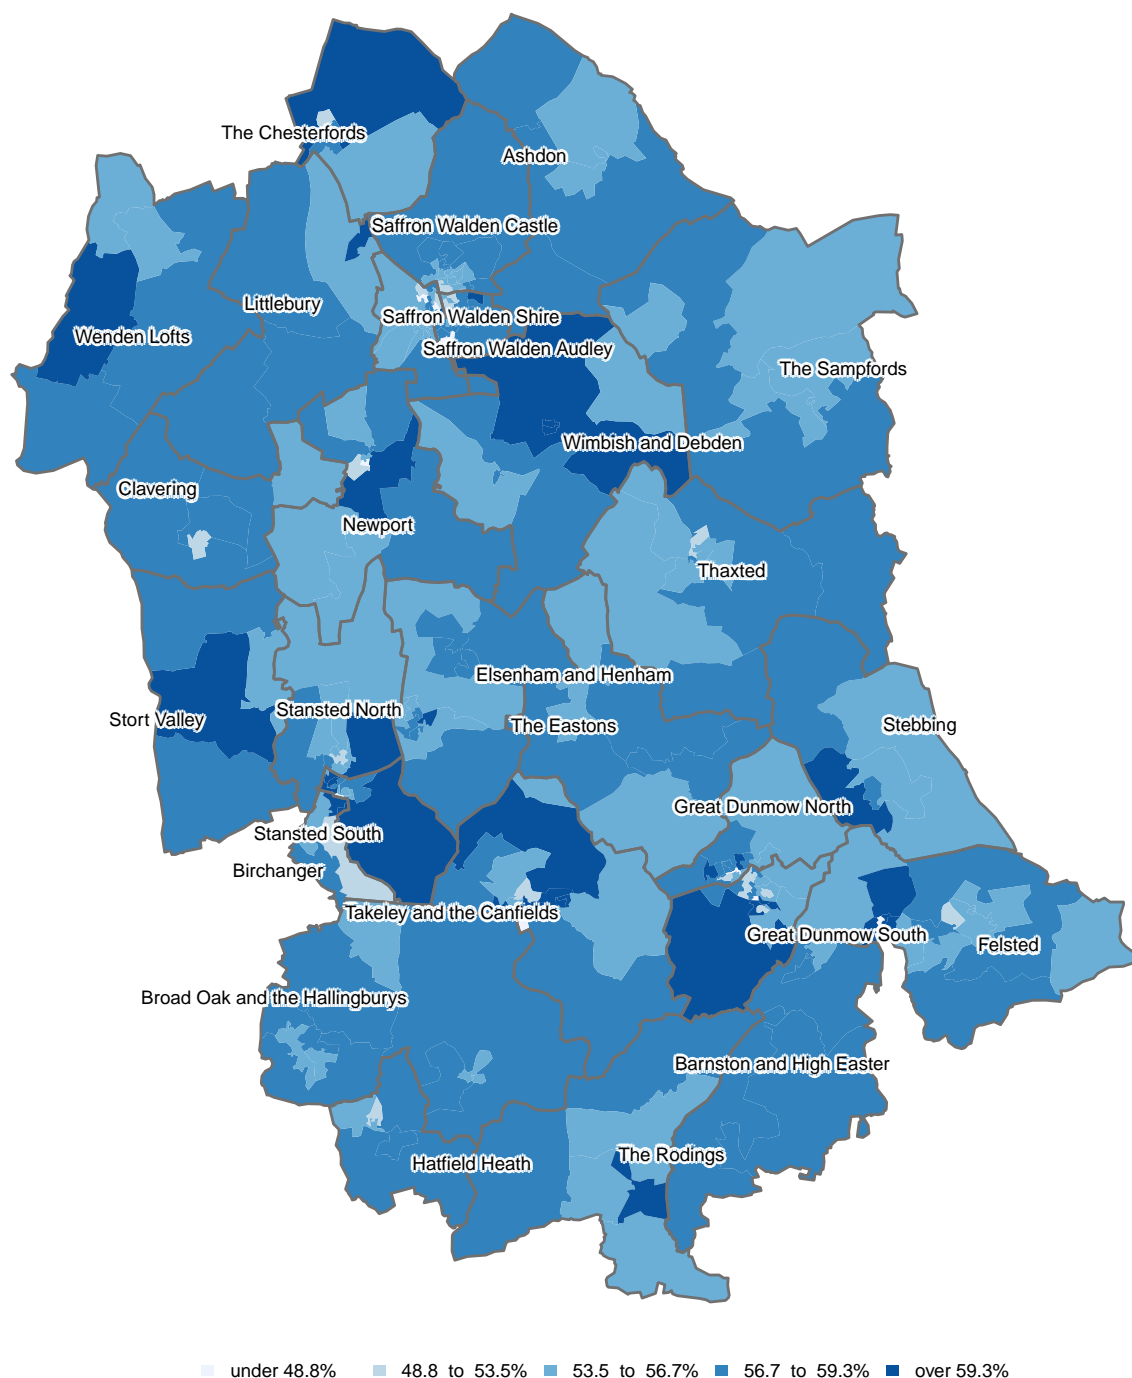 The Chesterfords
Ashdon
Saffron Walden Castle
Littlebury
Saffron Walden Shire
Wenden Lofts
Saffron Walden Audley
The Sampfords
Wimbish and Debden
Clavering
Newport
Thaxted
Elsenham and Henham
Stansted North
Stort Valley
The Eastons
Stebbing
Great Dunmow North
Stansted South
Birchanger
Takeley and the Canfields
Great Dunmow South
Felsted
Broad Oak and the Hallingburys
Barnston and High Easter
The Rodings
Hatfield Heath
under 48.8% 48.8 to 53.5% 53.5 to 56.7% 56.7 to 59.3% over 59.3%